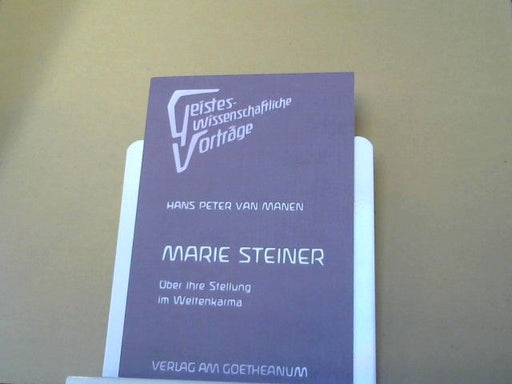 Geistes-
Wissenschaftliche
Vorträge
HANS PETER VAN MANEN
MARIE STEINER
Über ihre Stellung
im Weltenkarma
VERLAG AM GOETHEANUM